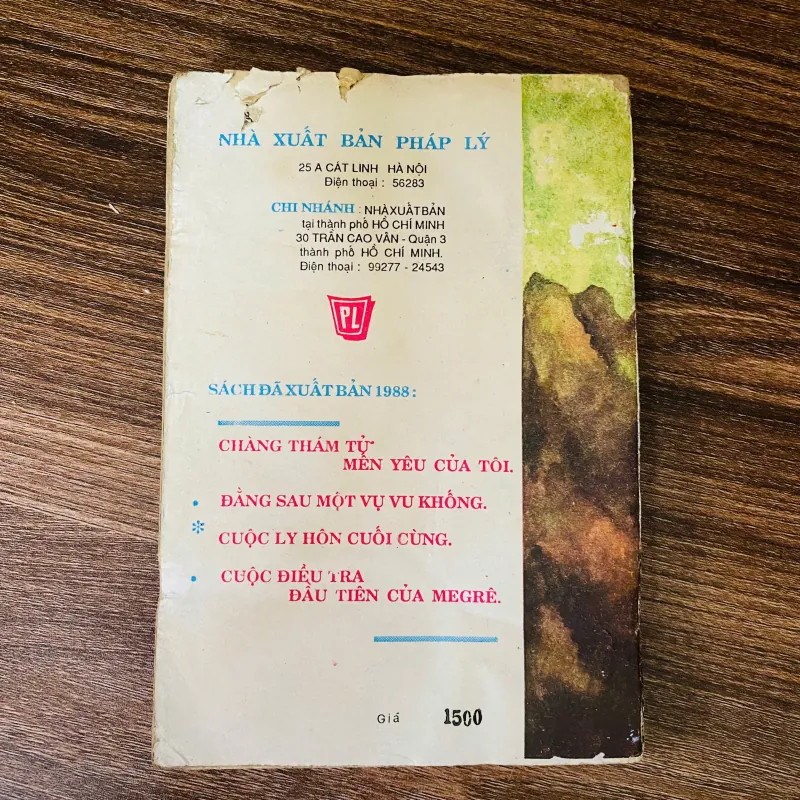 NHÀ XUẤT BẢN PHÁP LÝ
25 A CÁT LINH HÀ NỘI
Điện thoại : 56283
CHI NHÁNH : NHÀ XUẤT BẢN
tại thành phố HỒ CHÍ MINH
30 TRẦN CAO VÂN - Quận 3
thành phố HỒ CHÍ MINH.
Điện thoại : 99277 - 24543
PL
SÁCH ĐÃ XUẤT BẢN 1988 :
CHÀNG THÁM TỬ
MẾN YÊU CỦA TÔI.
• ĐẰNG SAU MỘT VỤ VU KHỐNG.
* CUỘC LY HÔN CUỐI CÙNG.
• CUỘC ĐIỀU TRA
ĐẦU TIÊN CỦA MEGRÊ.
Giá 1500